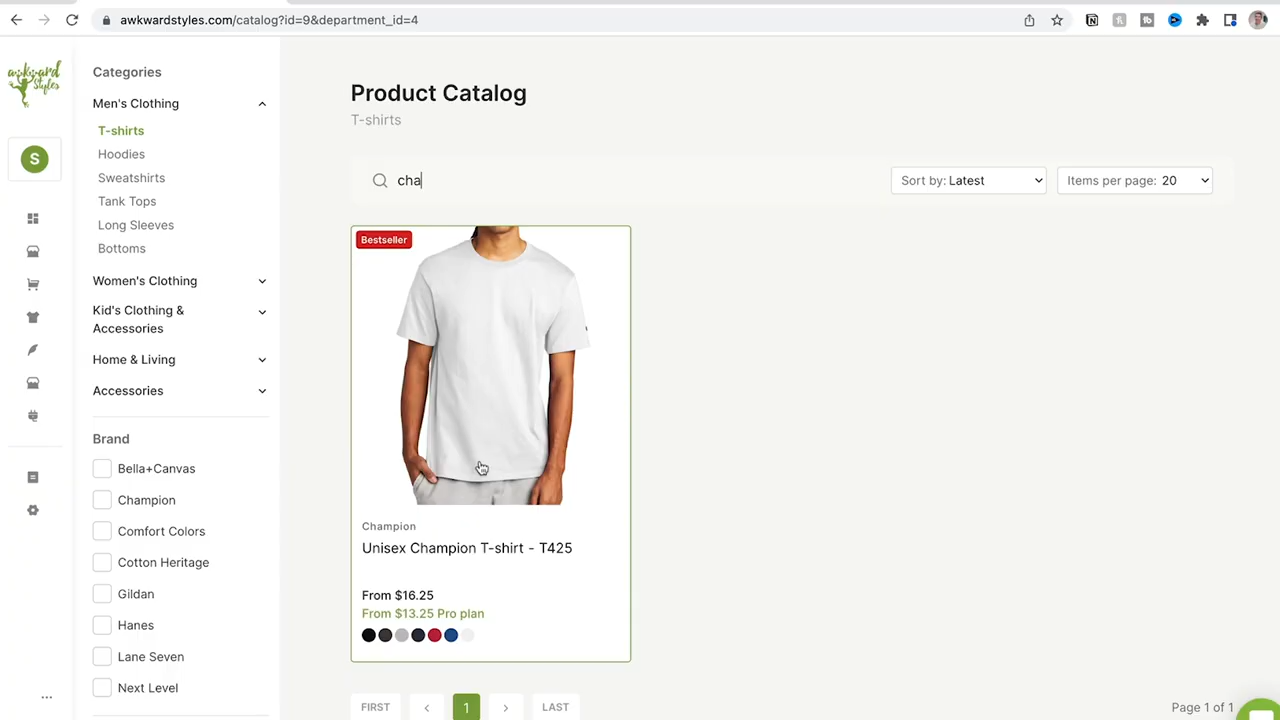 awkwardstyles.com/catalog?id=9&department_id=4
awkward
styles
S
Categories
Men's Clothing
T-shirts
Hoodies
Sweatshirts
Tank Tops
Long Sleeves
Bottoms
Women's Clothing
Kid's Clothing &
Accessories
Home & Living
Accessories
Brand
Bella+Canvas
Champion
Comfort Colors
Cotton Heritage
Gildan
Hanes
Lane Seven
Next Level
Product Catalog
T-shirts
cha
Sort by: Latest
Items per page: 20
Bestseller
Champion
Unisex Champion T-shirt - T425
From $16.25
From $13.25 Pro plan
FIRST < 1 > LAST
Page 1 of 1